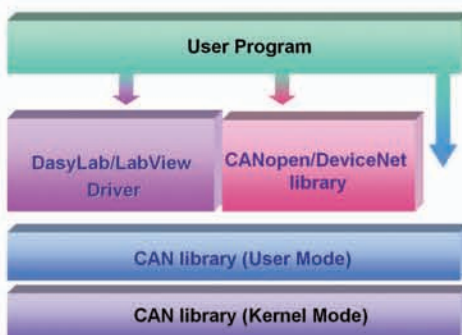 User Program
DasyLab/LabView
Driver
CANopen/DeviceNet
library
CAN library (User Mode)
CAN library (Kernel Mode)